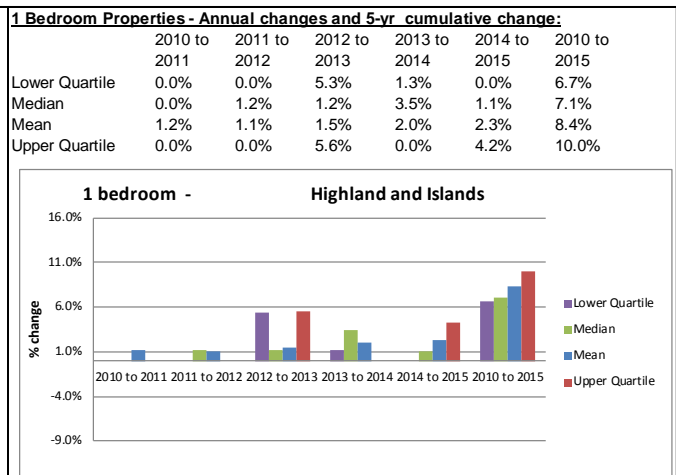 1 Bedroom Properties - Annual changes and 5-yr cumulative change:
2010 to 2011 to 2012 to 2013 to 2014 to 2010 to
2011 2012 2013 2014 2015 2015
Lower Quartile 0.0% 0.0% 5.3% 1.3% 0.0% 6.7%
Median 0.0% 1.2% 1.2% 3.5% 1.1% 7.1%
Mean 1.2% 1.1% 1.5% 2.0% 2.3% 8.4%
Upper Quartile 0.0% 0.0% 5.6% 0.0% 4.2% 10.0%
1 bedroom - Highland and Islands
16.0%
11.0%
6.0%
1.0%
-4.0%
-9.0%
% change
2010 to 2011 2011 to 2012 2012 to 2013 2013 to 2014 2014 to 2015 2010 to 2015
Lower Quartile
Median
Mean
Upper Quartile